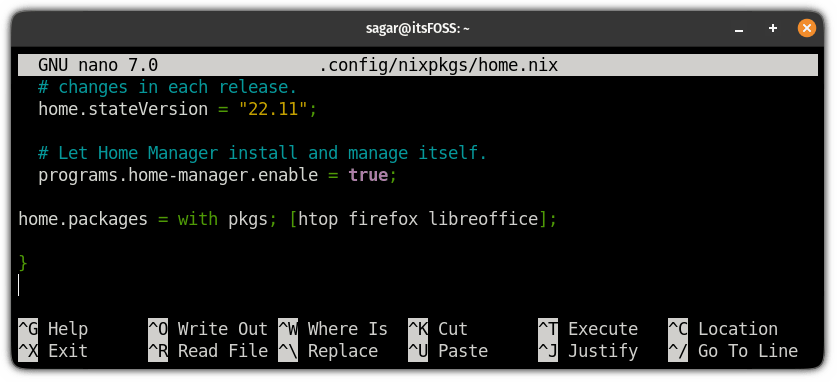 sagar@itsFOSS: ~
GNU nano 7.0 .config/nixpkgs/home.nix
# changes in each release.
home.stateVersion = "22.11";
# Let Home Manager install and manage itself.
programs.home-manager.enable = true;
home.packages = with pkgs; [htop firefox libreoffice];
}
^G Help ^O Write Out ^W Where Is ^K Cut ^T Execute ^C Location
^X Exit ^R Read File ^\ Replace ^U Paste ^J Justify ^/ Go To Line